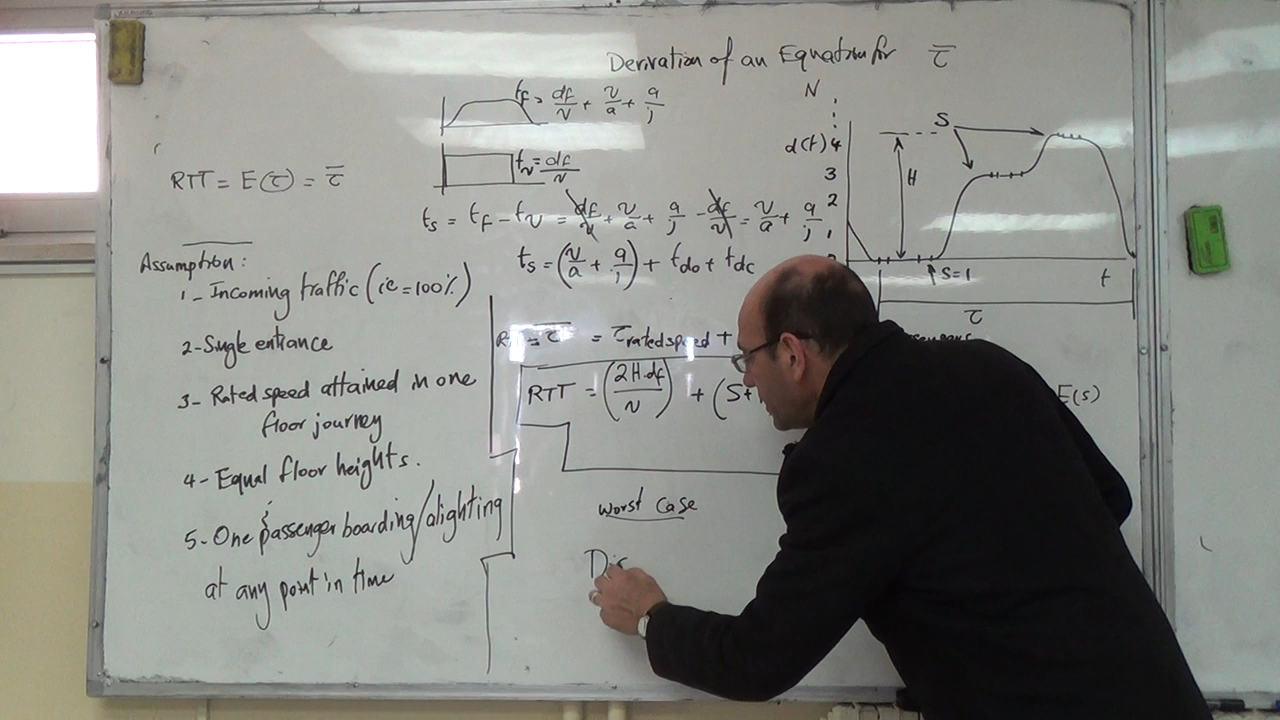 Derivation of an Equation for τ̅
tf = df/v + v/a + a/j
tv = df/v
RTT = E(τ) = τ̅
ts = tf - tv = df/v + v/a + a/j - df/v = v/a + a/j
ts = (v/a + a/j) + tdo + tdc
N
d(t) 4
3
2
1
S
H
S=1
t
τ
Assumption:
1- Incoming traffic (ic=100%)
2- Single entrance
3- Rated speed attained in one
floor journey
4- Equal floor heights.
5- One passenger boarding/alighting
at any point in time
= τ̅ = τrated speed +
RTT = (2H·df/v) + (S+
E(s)
worst case
Dis